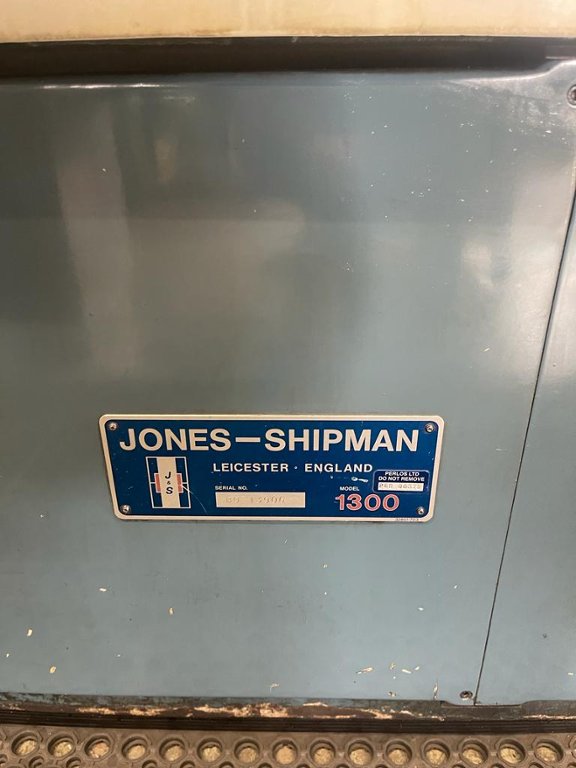 JONES–SHIPMAN
LEICESTER · ENGLAND
J
&
S
SERIAL NO.
MODEL
1300
PERLOS LTD
DO NOT REMOVE